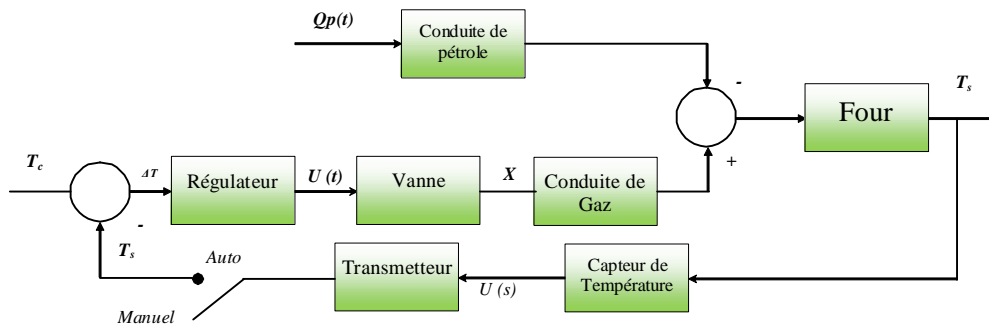 Qp(t)
Conduite de
pétrole
-
Four
Ts
+
Tc
ΔT
Régulateur
U (t)
Vanne
X
Conduite de
Gaz
-
Ts
Auto
Manuel
Transmetteur
U (s)
Capteur de
Température